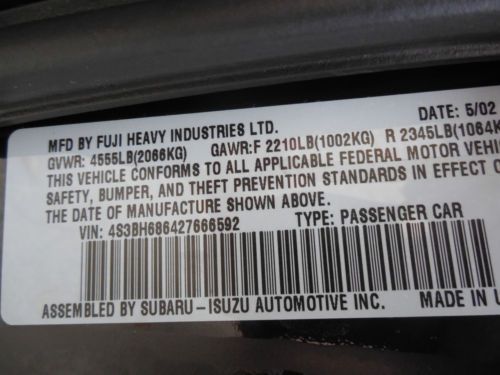 MFD BY FUJI HEAVY INDUSTRIES LTD. DATE: 5/02
GVWR: 4555LB(2066KG) GAWR:F 2210LB(1002KG) R 2345LB(1064K
THIS VEHICLE CONFORMS TO ALL APPLICABLE FEDERAL MOTOR VEHI
SAFETY, BUMPER, AND THEFT PREVENTION STANDARDS IN EFFECT O
THE DATE OF MANUFACTURE SHOWN ABOVE.
VIN: 4S3BH686427666592 TYPE: PASSENGER CAR
ASSEMBLED BY SUBARU-ISUZU AUTOMOTIVE INC. MADE IN U